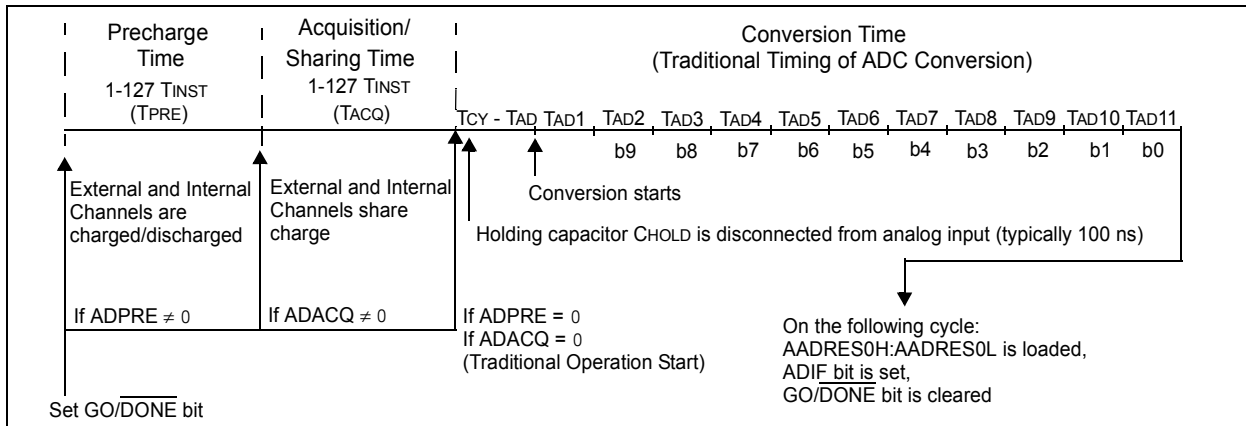 Precharge
Time
1-127 TINST
(TPRE)
Acquisition/
Sharing Time
1-127 TINST
(TACQ)
Conversion Time
(Traditional Timing of ADC Conversion)
TCY - TAD TAD1 TAD2 TAD3 TAD4 TAD5 TAD6 TAD7 TAD8 TAD9 TAD10 TAD11
b9 b8 b7 b6 b5 b4 b3 b2 b1 b0
External and Internal
Channels are
charged/discharged
External and Internal
Channels share
charge
Conversion starts
Holding capacitor CHOLD is disconnected from analog input (typically 100 ns)
If ADPRE ≠ 0
If ADACQ ≠ 0
If ADPRE = 0
If ADACQ = 0
(Traditional Operation Start)
On the following cycle:
AADRES0H:AADRES0L is loaded,
ADIF bit is set,
GO/DONE bit is cleared
Set GO/DONE bit